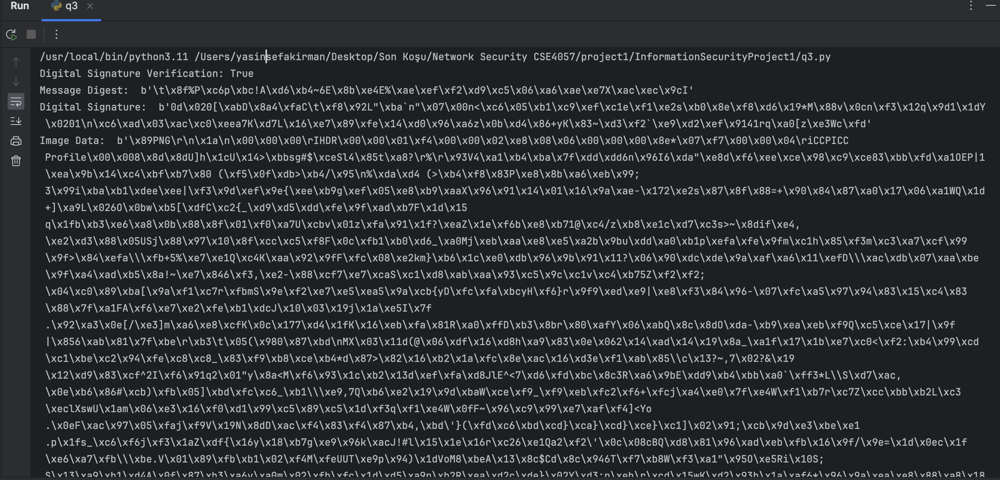 Run q3
/usr/local/bin/python3.11 /Users/yasinsefakirman/Desktop/Son Koşu/Network Security CSE4057/project1/InformationSecurityProject1/q3.py
Digital Signature Verification: True
Message Digest:  b'\t\x8f%P\xc6p\xbc!A\xd6\xb4~6E\x8b\xe4E%\xae\xef\xf2\xd9\xc5\x06\xa6\xae\xe7X\xac\xec\x9cI'
Digital Signature:  b'0d\x020[\xabD\x8a4\xfaC\t\xf8\x92L"\xba`n"\x07\x00n<\xc6\x05\xb1\xc9\xef\xc1e\xf1\xe2s\xb0\x8e\xf8\xd6\x19*M\x88v\x0cn\xf3\x12q\x9d1\x1dY
\x0201\n\xc6\xad\x03\xac\xc0\xeea7K\xd7L\x16\xe7\x89\xfe\x14\xd0\x96\xa6z\x0b\xd4\x86+yK\x83~\xd3\xf2`\xe9\xd2\xef\x9141rq\xa0[z\xe3Wc\xfd'
Image Data:  b'\x89PNG\r\n\x1a\n\x00\x00\x00\rIHDR\x00\x00\x01\xf4\x00\x00\x02\xe8\x08\x06\x00\x00\x00\x8e*\x07\xf7\x00\x00\x04\riCCPICC
Profile\x00\x008\x8d\x8dU]h\x1cU\x14>\xbbsg#$\xceSl4\x85t\xa8?\r%\r\x93V4\xa1\xb4\xba\x7f\xdd\xdd6n\x96I6\xda"\xe8d\xf6\xee\xce\x98\xc9\xce83\xbb\xfd\xa1OEP|1
\xea\x9b\x14\xc4\xbf\xb7\x80 (\xf5\x0f\xdb>\xb4/\x95\n%\xda\xd4 (>\xb4\xf8\x83P\xe8\x8b\xa6\xeb\x99;
3\x99i\xba\xb1\xdee\xee|\xf3\x9d\xef\x9e{\xee\xb9g\xef\x05\xe8\xb9\xaaX\x96\x91\x14\x01\x16\x9a\xae-\x172\xe2s\x87\x8f\x88=+\x90\x84\x87\xa0\x17\x06\xa1WQ\x1d
+]\xa9L\x026O\x0bw\xb5[\xdfC\xc2{_\xd9\xd5\xdd\xfe\x9f\xad\xb7F\x1d\x15
q\x1fb\xb3\xe6\xa8\x0b\x88\x8f\x01\xf0\xa7U\xcbv\x01z\xfa\x91\x1f?\xeaZ\x1e\xf6b\xe8\xb71@\xc4/z\xb8\xe1c\xd7\xc3s>~\x8dif\xe4,
\xe2\xd3\x88\x05USj\x88\x97\x10\x8f\xcc\xc5\xf8F\x0c\xfb1\xb0\xd6_\xa0Mj\xeb\xaa\xe8\xe5\xa2b\x9bu\xdd\xa0\xb1p\xefa\xfe\x9fm\xc1h\x85\xf3m\xc3\xa7\xcf\x99
\x9f>\x84\xefa\\\xfb+5%\xe7\xe1Q\xc4K\xaa\x92\x9fF\xfc\x08\xe2km}\xb6\x1c\xe0\xdb\x96\x9b\x91\x11?\x06\x90\xdc\xde\x9a\xaf\xa6\x11\xefD\\\xac\xdb\x07\xaa\xbe
\x9f\xa4\xad\xb5\x8a!~\xe7\x846\xf3,\xe2-\x88\xcf7\xe7\xcaS\xc1\xd8\xab\xaa\x93\xc5\x9c\xc1v\xc4\xb75Z\xf2\xf2;
\x04\xc0\x89\xba[\x9a\xf1\xc7r\xfbmS\x9e\xf2\xe7\xe5\xea5\x9a\xcb{yD\xfc\xfa\xbcyH\xf6}r\x9f9\xed\xe9|\xe8\xf3\x84\x96-\x07\xfc\xa5\x97\x94\x83\x15\xc4\x83
\x88\x7f\xa1FA\xf6\xe7\xe2\xfe\xb1\xdcJ\x10\x03\x19j\x1a\xe5I\x7f
.\x92\xa3\x0e[/\xe3]m\xa6\xe8\xcfK\x0c\x177\xd4\x1fK\x16\xeb\xfa\x81R\xa0\xffD\xb3\x8br\x80\xafY\x06\xabQ\x8c\x8dO\xda-\xb9\xea\xeb\xf9Q\xc5\xce\x17|\x9f
|\x856\xab\x81\x7f\xbe\r\xb3\t\x05(\x980\x87\xbd\nMX\x03\x11d(@\x06\xdf\x16\xd8h\xa9\x83\x0e\x062\x14\xad\x14\x19\x8a_\xa1f\x17\x1b\xe7\xc0<\xf2:\xb4\x99\xcd
\xc1\xbe\xc2\x94\xfe\xc8\xc8_\x83\xf9\xb8\xce\xb4*d\x87>\x82\x16\xb2\x1a\xfc\x8e\xac\x16\xd3e\xf1\xab\x85\\c\x13?~,7\x02?&\x19
\x12\xd9\x83\xcf^2I\xf6\x91q2\x01"y\x8a<M\xf6\x93\x1c\xb2\x13d\xef\xfa\xd8JlE^<7\xd6\xfd\xbc\x8c3R\xa6\x9bE\xdd9\xb4\xbb\xa0`\xff3*L\\S\xd7\xac,
\x0e\xb6\x86#\xcb)\xfb\x05]\xbd\xfc\xc6_\xb1\\\xe9,7Q\xb6\xe2\x19\x9d\xbaW\xce\xf9_\xf9\xeb\xfc2\xf6+\xfcj\xa4\xe0\x7f\xe4W\xf1\xb7r\xc7Z\xcc\xbb\xb2L\xc3
\xeclXswU\x1am\x06\xe3\x16\xf0\xd1\x99\xc5\x89\xc5\x1d\xf3q\xf1\xe4W\x0fF~\x96\xc9\x99\xe7\xaf\xf4]<Yo
.\x0eF\xac\x97\x05\xfaj\xf9V\x19N\x8dD\xac\xf4\x83\xf4\x87\xb4,\xbd\'}(\xfd\xc6\xbd\xcd}\xca}\xcd}\xce}\xc1]\x02\x91;\xcb\x9d\xe3\xbe\xe1
.p\x1fs_\xc6\xf6j\xf3\x1aZ\xdf{\x16y\x18\xb7g\xe9\x96k\xacJ!#l\x15\x1e\x16r\xc26\xe1Qa2\xf2\'\x0c\x08cBQ\xd8\x81\x96\xad\xeb\xfb\x16\x9f/\x9e=\x1d\x0ec\x1f
\xe6\xa7\xfb\\\xbe.V\x01\x89\xfb\xb1\x02\xf4M\xfeUUT\xe9p\x94)\x1dVoM8\xbeA\x13\x8c$Cd\x8c\x946T\xf7\xb8W\xf3\xa1"\x95O\xe5Ri\x10S;